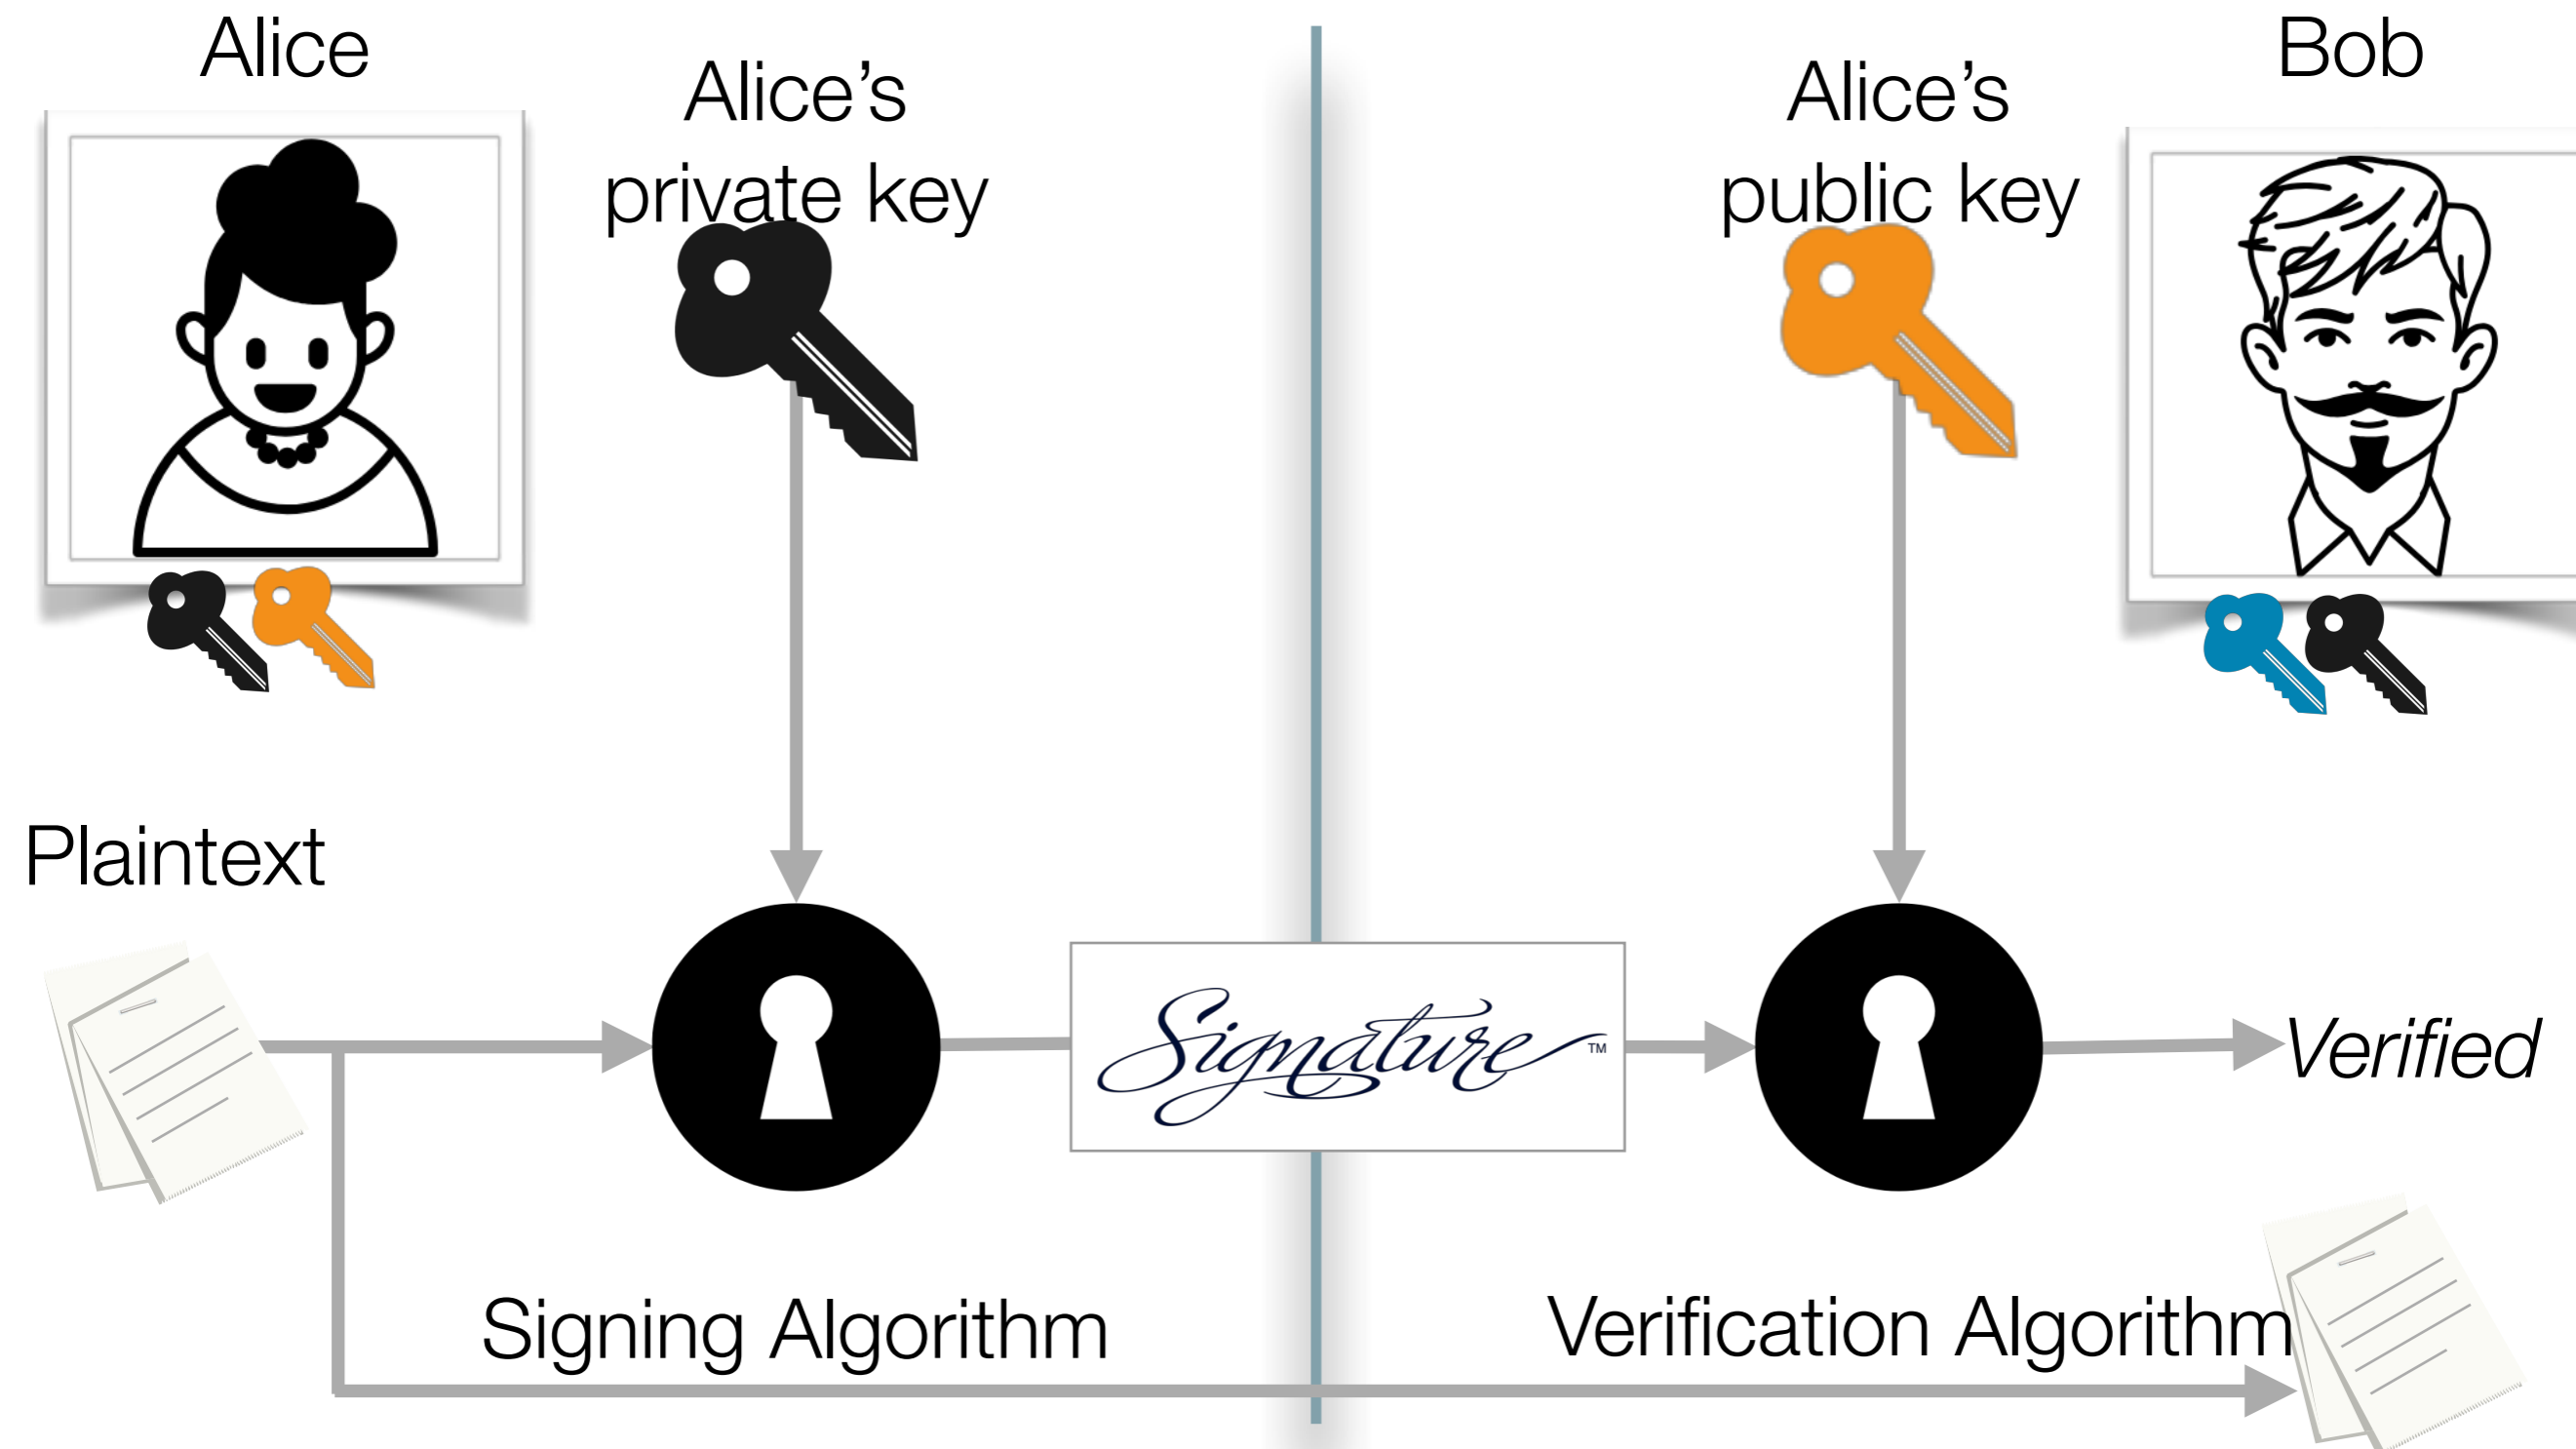 Alice
Alice's
private key
Alice's
public key
Bob
Plaintext
Signature™
Verified
Signing Algorithm
Verification Algorithm